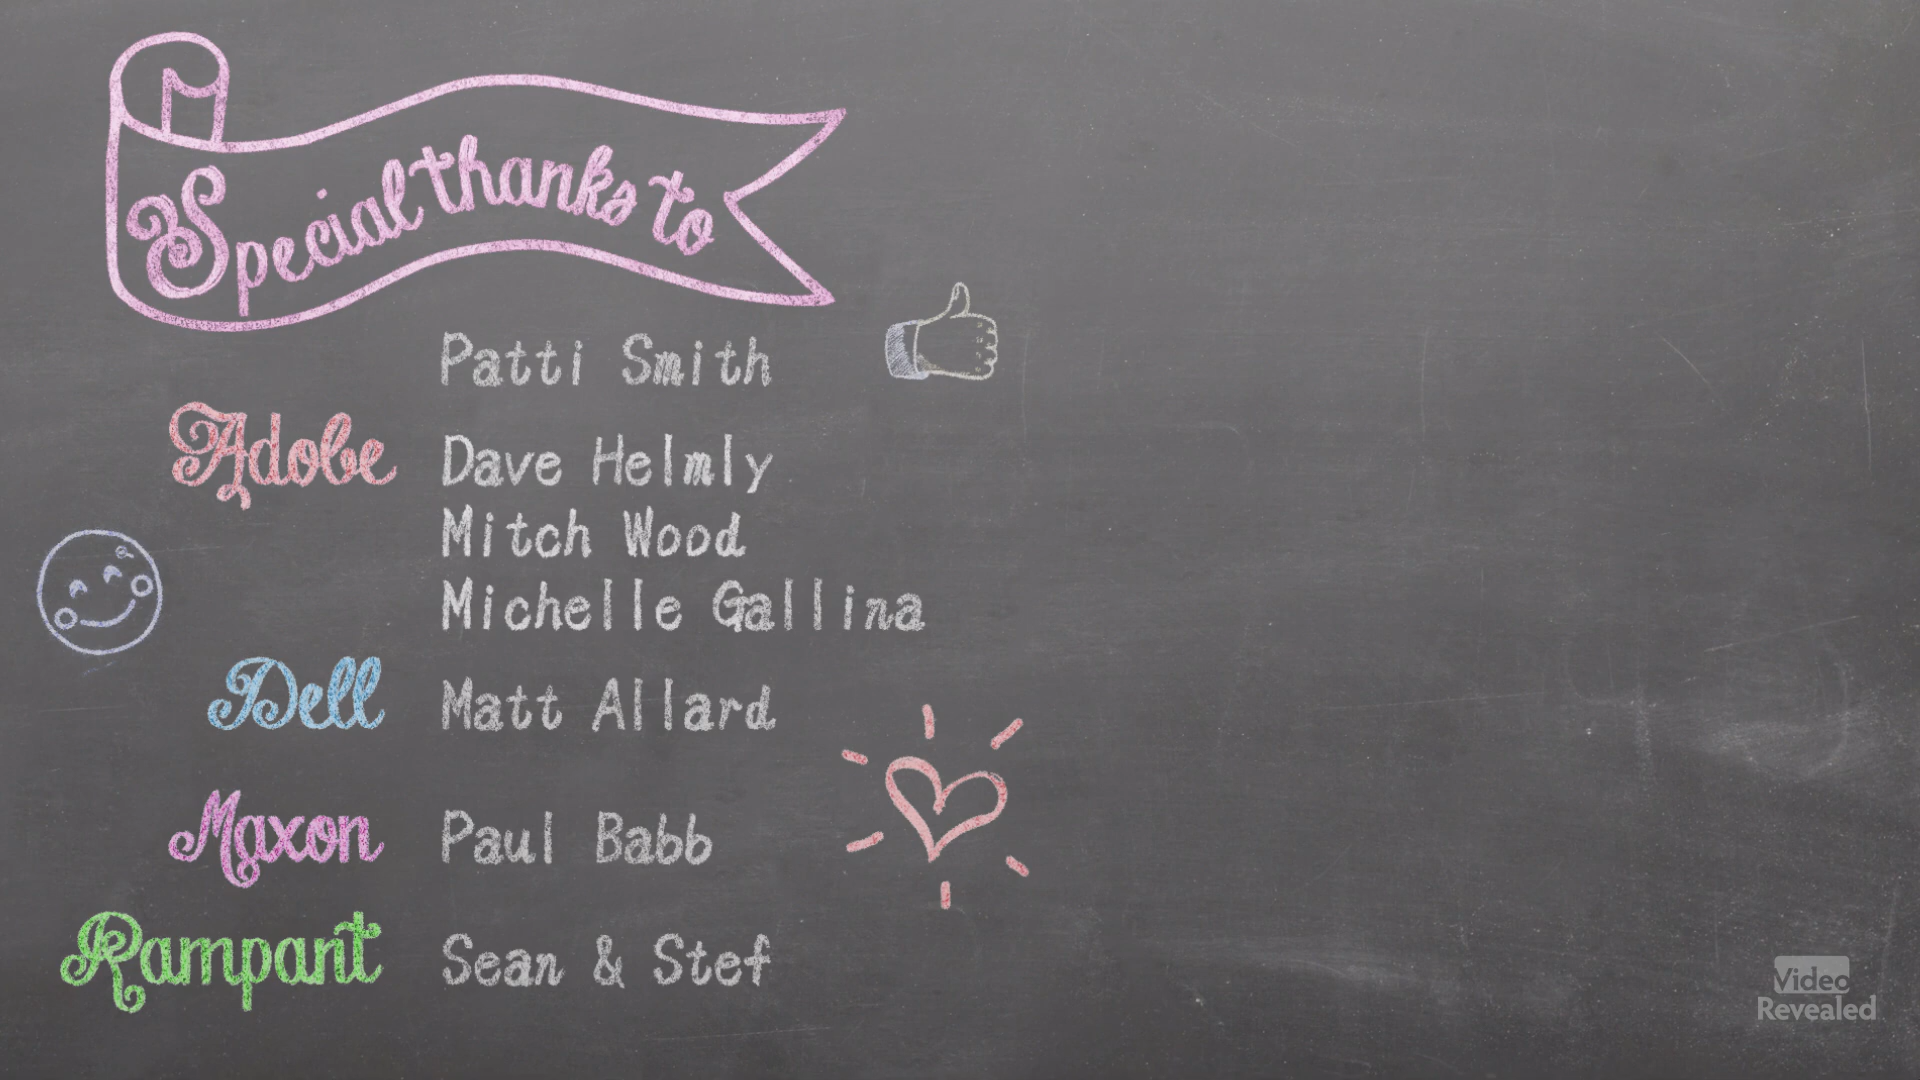 Special thanks to
Patti Smith
Adobe Dave Helmly
Mitch Wood
Michelle Gallina
Dell Matt Allard
Maxon Paul Babb
Rampant Sean & Stef
Video
Revealed